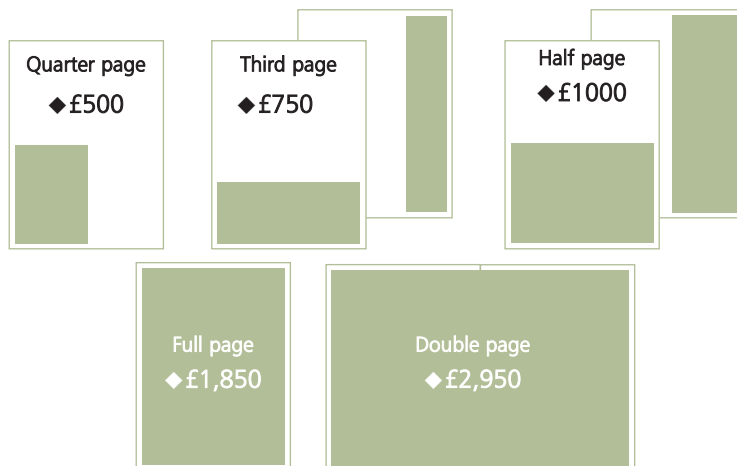 Quarter page
◆£500
Third page
◆£750
Half page
◆£1000
Full page
◆£1,850
Double page
◆£2,950